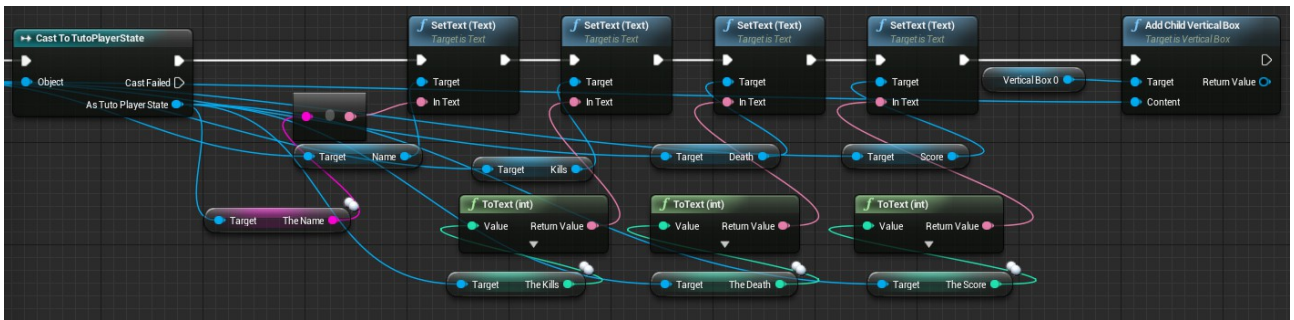 Cast To TutoPlayerState
Object
Cast Failed
As Tuto Player State
SetText (Text)
Target is Text
Target
In Text
SetText (Text)
Target is Text
Target
In Text
SetText (Text)
Target is Text
Target
In Text
SetText (Text)
Target is Text
Target
In Text
Vertical Box 0
Add Child Vertical Box
Target is Vertical Box
Target
Return Value
Content
Target Name
Target Kills
Target Death
Target Score
Target The Name
ToText (int)
Value Return Value
ToText (int)
Value Return Value
ToText (int)
Value Return Value
Target The Kills
Target The Death
Target The Score